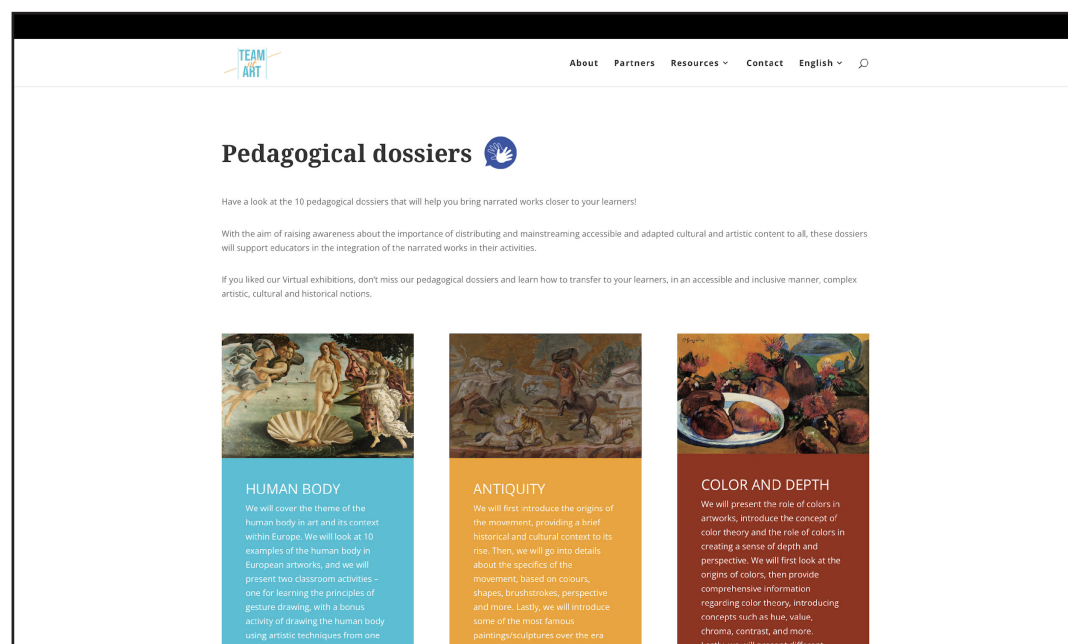 TEAM
it
ART
About Partners Resources Contact English
Pedagogical dossiers
Have a look at the 10 pedagogical dossiers that will help you bring narrated works closer to your learners!
With the aim of raising awareness about the importance of distributing and mainstreaming accessible and adapted cultural and artistic content to all, these dossiers
will support educators in the integration of the narrated works in their activities.
If you liked our Virtual exhibitions, don't miss our pedagogical dossiers and learn how to transfer to your learners, in an accessible and inclusive manner, complex
artistic, cultural and historical notions.
HUMAN BODY
We will cover the theme of the
human body in art and its context
within Europe. We will look at 10
examples of the human body in
European artworks, and we will
present two classroom activities –
one for learning the principles of
gesture drawing, with a bonus
activity of drawing the human body
using artistic techniques from one
ANTIQUITY
We will first introduce the origins of
the movement, providing a brief
historical and cultural context to its
rise. Then, we will go into details
about the specifics of the
movement, based on colours,
shapes, brushstrokes, perspective
and more. Lastly, we will introduce
some of the most famous
paintings/sculptures over the era
COLOR AND DEPTH
We will present the role of colors in
artworks, introduce the concept of
color theory and the role of colors in
creating a sense of depth and
perspective. We will first look at the
origins of colors, then provide
comprehensive information
regarding color theory, introducing
concepts such as hue, value,
chroma, contrast, and more.
Lastly, we will present different